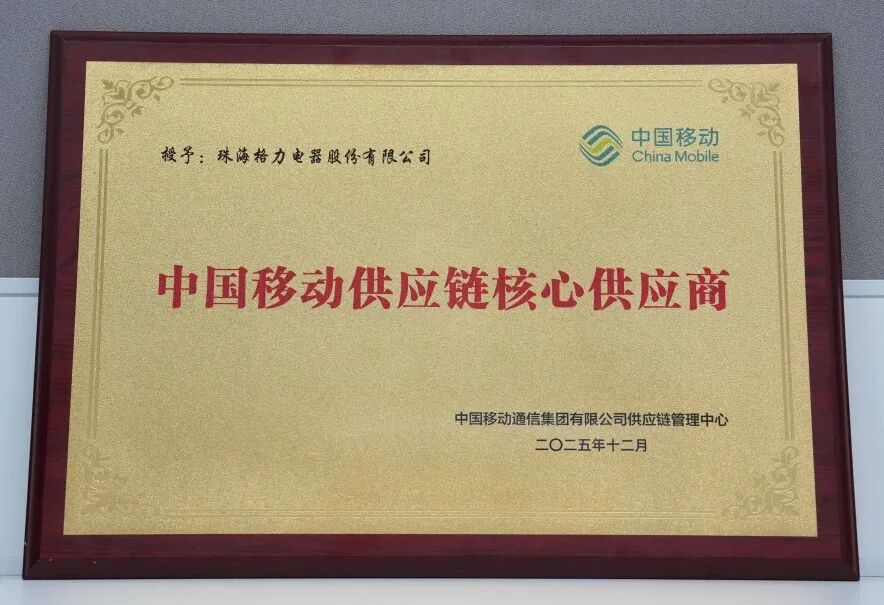 授予：珠海格力电器股份有限公司
中国移动
China Mobile
中国移动供应链核心供应商
中国移动通信集团有限公司供应链管理中心
二〇二五年十二月